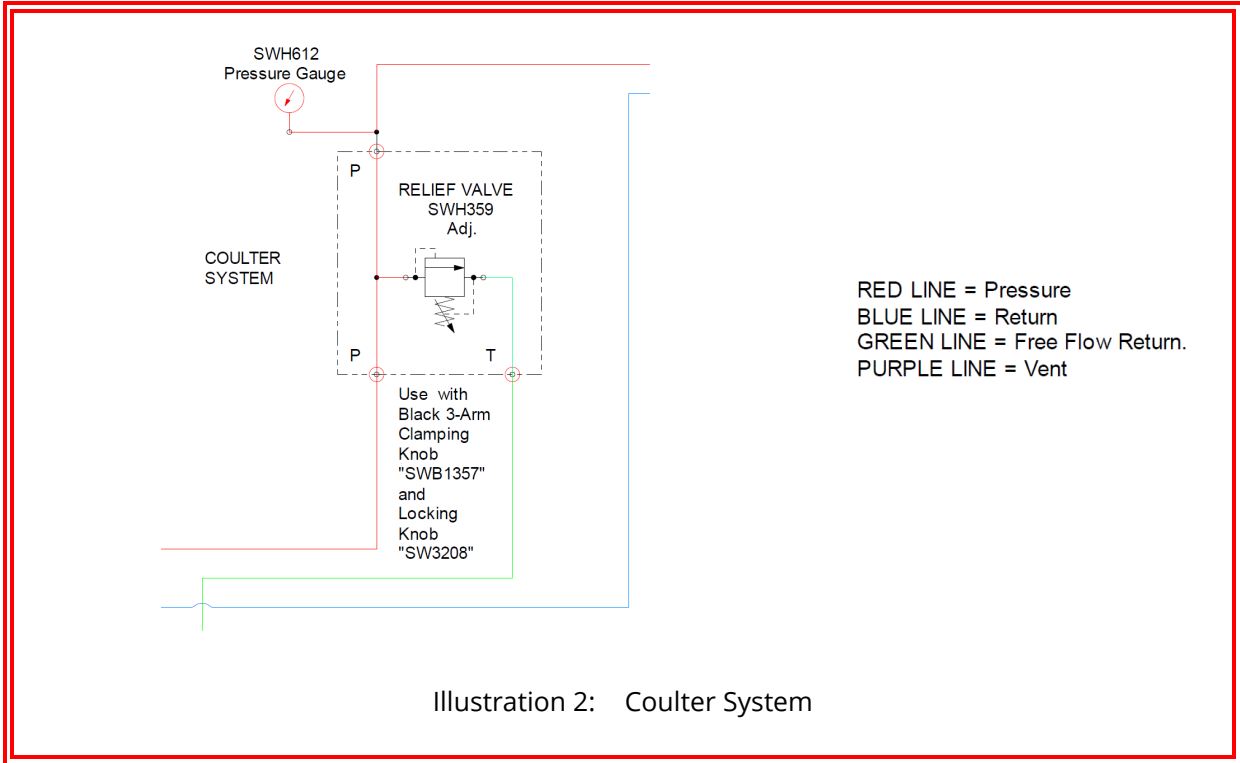 SWH612
Pressure Gauge
P
RELIEF VALVE
SWH359
Adj.
COULTER
SYSTEM
P
T
Use with
Black 3-Arm
Clamping
Knob
"SWB1357"
and
Locking
Knob
"SW3208"
RED LINE = Pressure
BLUE LINE = Return
GREEN LINE = Free Flow Return.
PURPLE LINE = Vent
Illustration 2: Coulter System